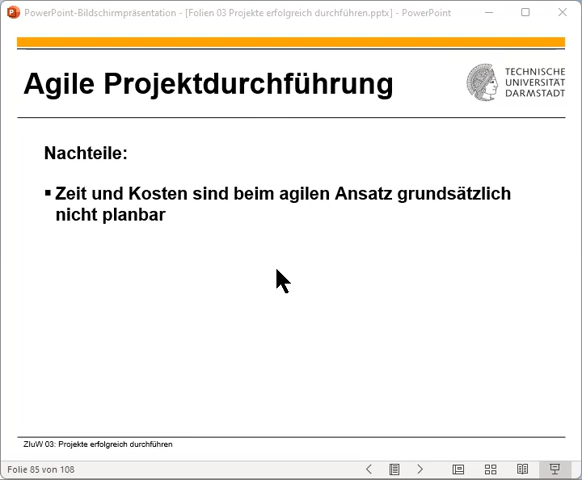 PowerPoint-Bildschirmpräsentation - [Folien 03 Projekte erfolgreich durchführen.pptx] - PowerPoint
Agile Projektdurchführung
TECHNISCHE
UNIVERSITÄT
DARMSTADT
Nachteile:
▪ Zeit und Kosten sind beim agilen Ansatz grundsätzlich
nicht planbar
ZIuW 03: Projekte erfolgreich durchführen
Folie 85 von 108